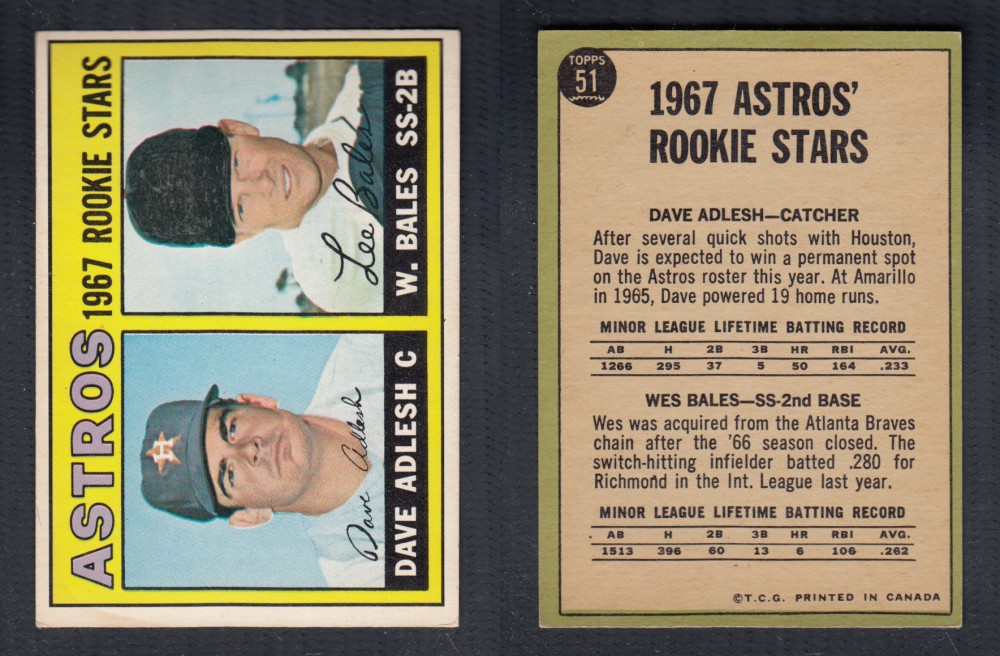 ASTROS 1967 ROOKIE STARS
H
Dave Adlesh
DAVE ADLESH C
Lee Bales
W. BALES SS-2B
TOPPS
51
1967 ASTROS'
ROOKIE STARS
DAVE ADLESH—CATCHER
After several quick shots with Houston,
Dave is expected to win a permanent spot
on the Astros roster this year. At Amarillo
in 1965, Dave powered 19 home runs.
MINOR LEAGUE LIFETIME BATTING RECORD
AB H 2B 3B HR RBI AVG.
1266 295 37 5 50 164 .233
WES BALES—SS-2nd BASE
Wes was acquired from the Atlanta Braves
chain after the '66 season closed. The
switch-hitting infielder batted .280 for
Richmond in the Int. League last year.
MINOR LEAGUE LIFETIME BATTING RECORD
AB H 2B 3B HR RBI AVG.
1513 396 60 13 6 106 .262
©T.C.G. PRINTED IN CANADA